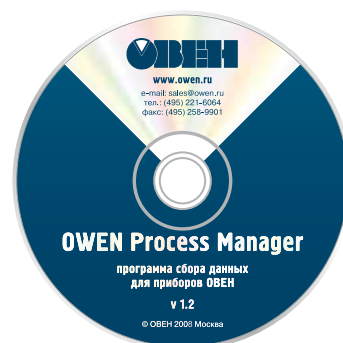 ОВЕН
www.owen.ru
e-mail: sales@owen.ru
тел.: (495) 221-6064
факс: (495) 258-9901
OWEN Process Manager
программа сбора данных
для приборов ОВЕН
v 1.2
© ОВЕН 2008 Москва